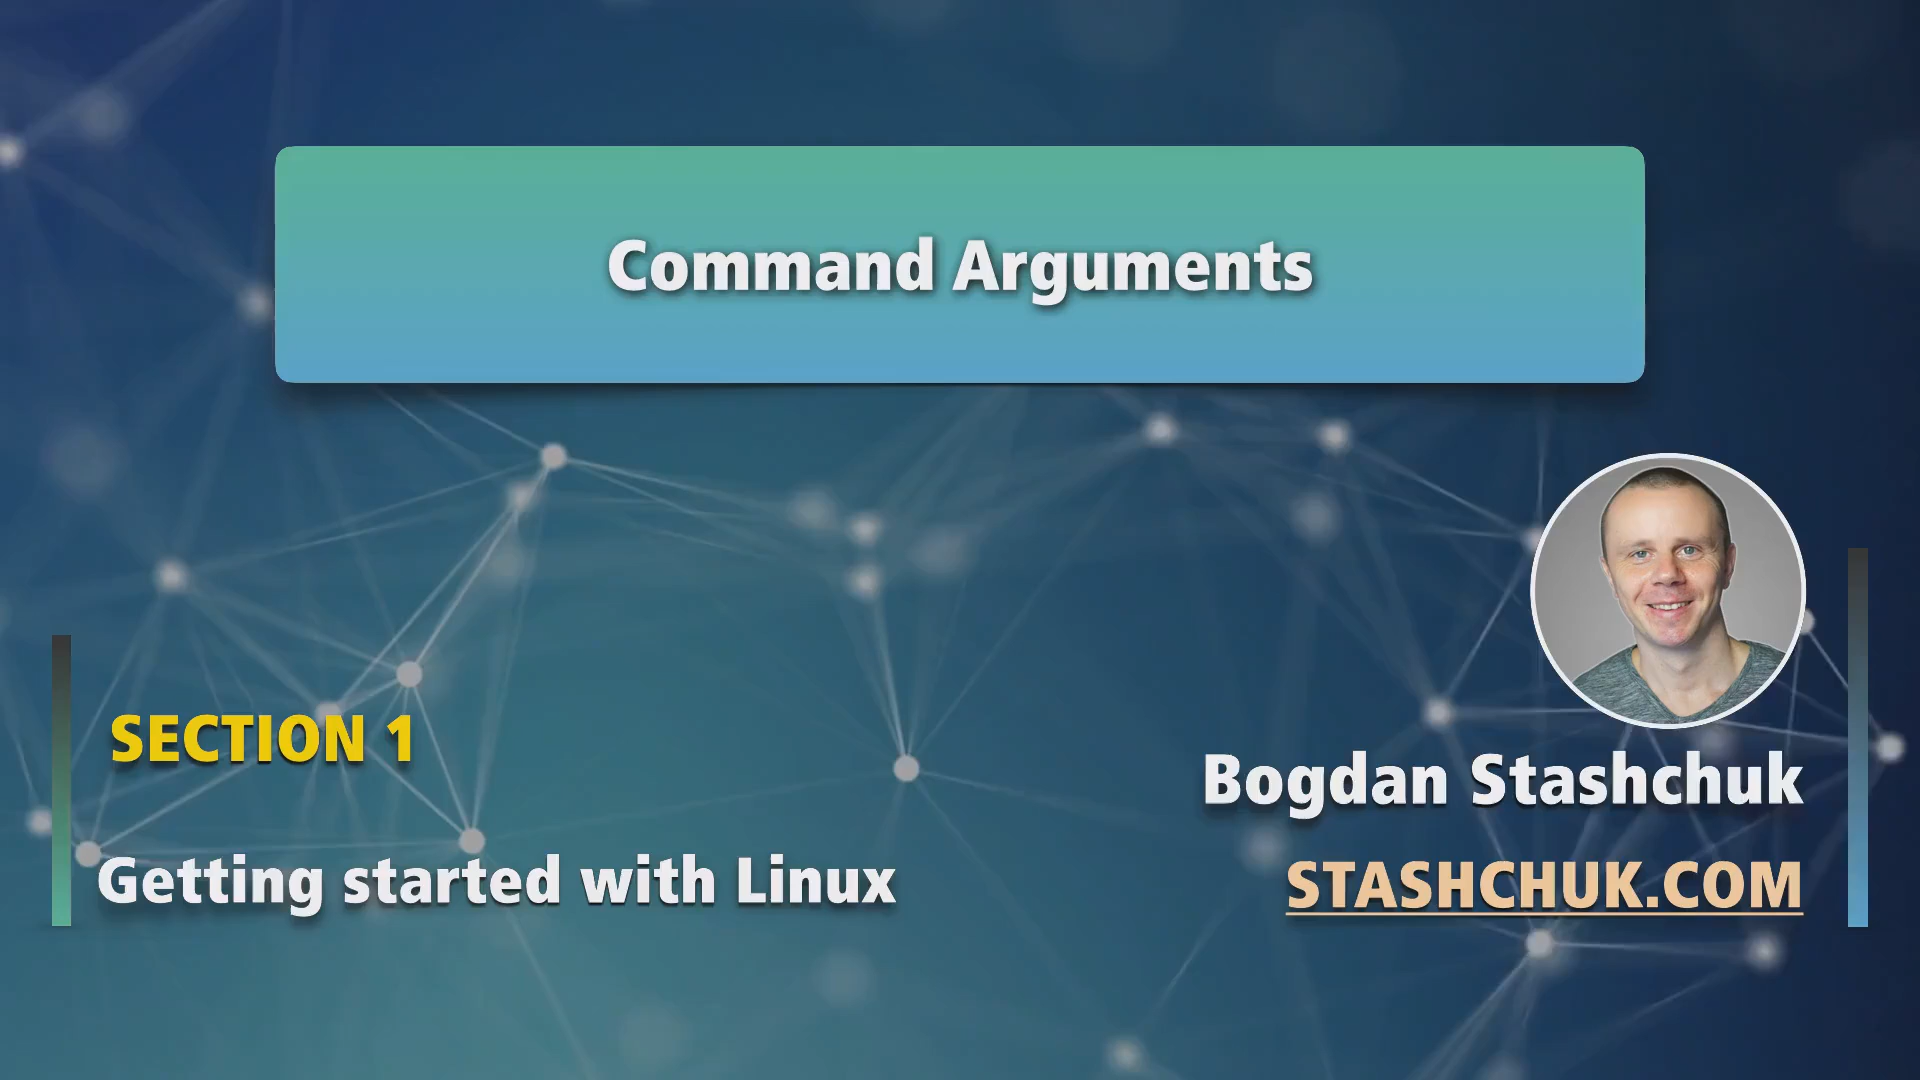 Command Arguments
SECTION 1
Getting started with Linux
Bogdan Stashchuk
STASHCHUK.COM